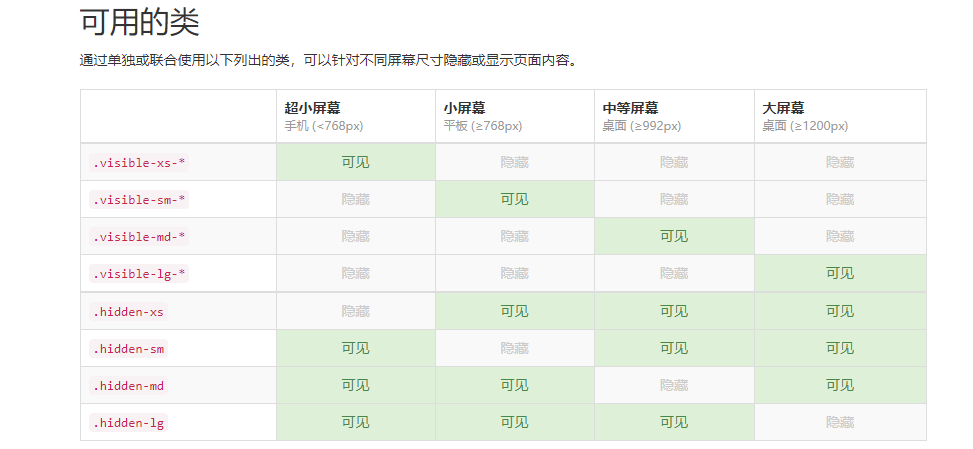 可用的类
通过单独或联合使用以下列出的类，可以针对不同屏幕尺寸隐藏或显示页面内容。
超小屏幕 小屏幕 中等屏幕 大屏幕
手机 (<768px) 平板 (≥768px) 桌面 (≥992px) 桌面 (≥1200px)
.visible-xs-* 可见 隐藏 隐藏 隐藏
.visible-sm-* 隐藏 可见 隐藏 隐藏
.visible-md-* 隐藏 隐藏 可见 隐藏
.visible-lg-* 隐藏 隐藏 隐藏 可见
.hidden-xs 隐藏 可见 可见 可见
.hidden-sm 可见 隐藏 可见 可见
.hidden-md 可见 可见 隐藏 可见
.hidden-lg 可见 可见 可见 隐藏